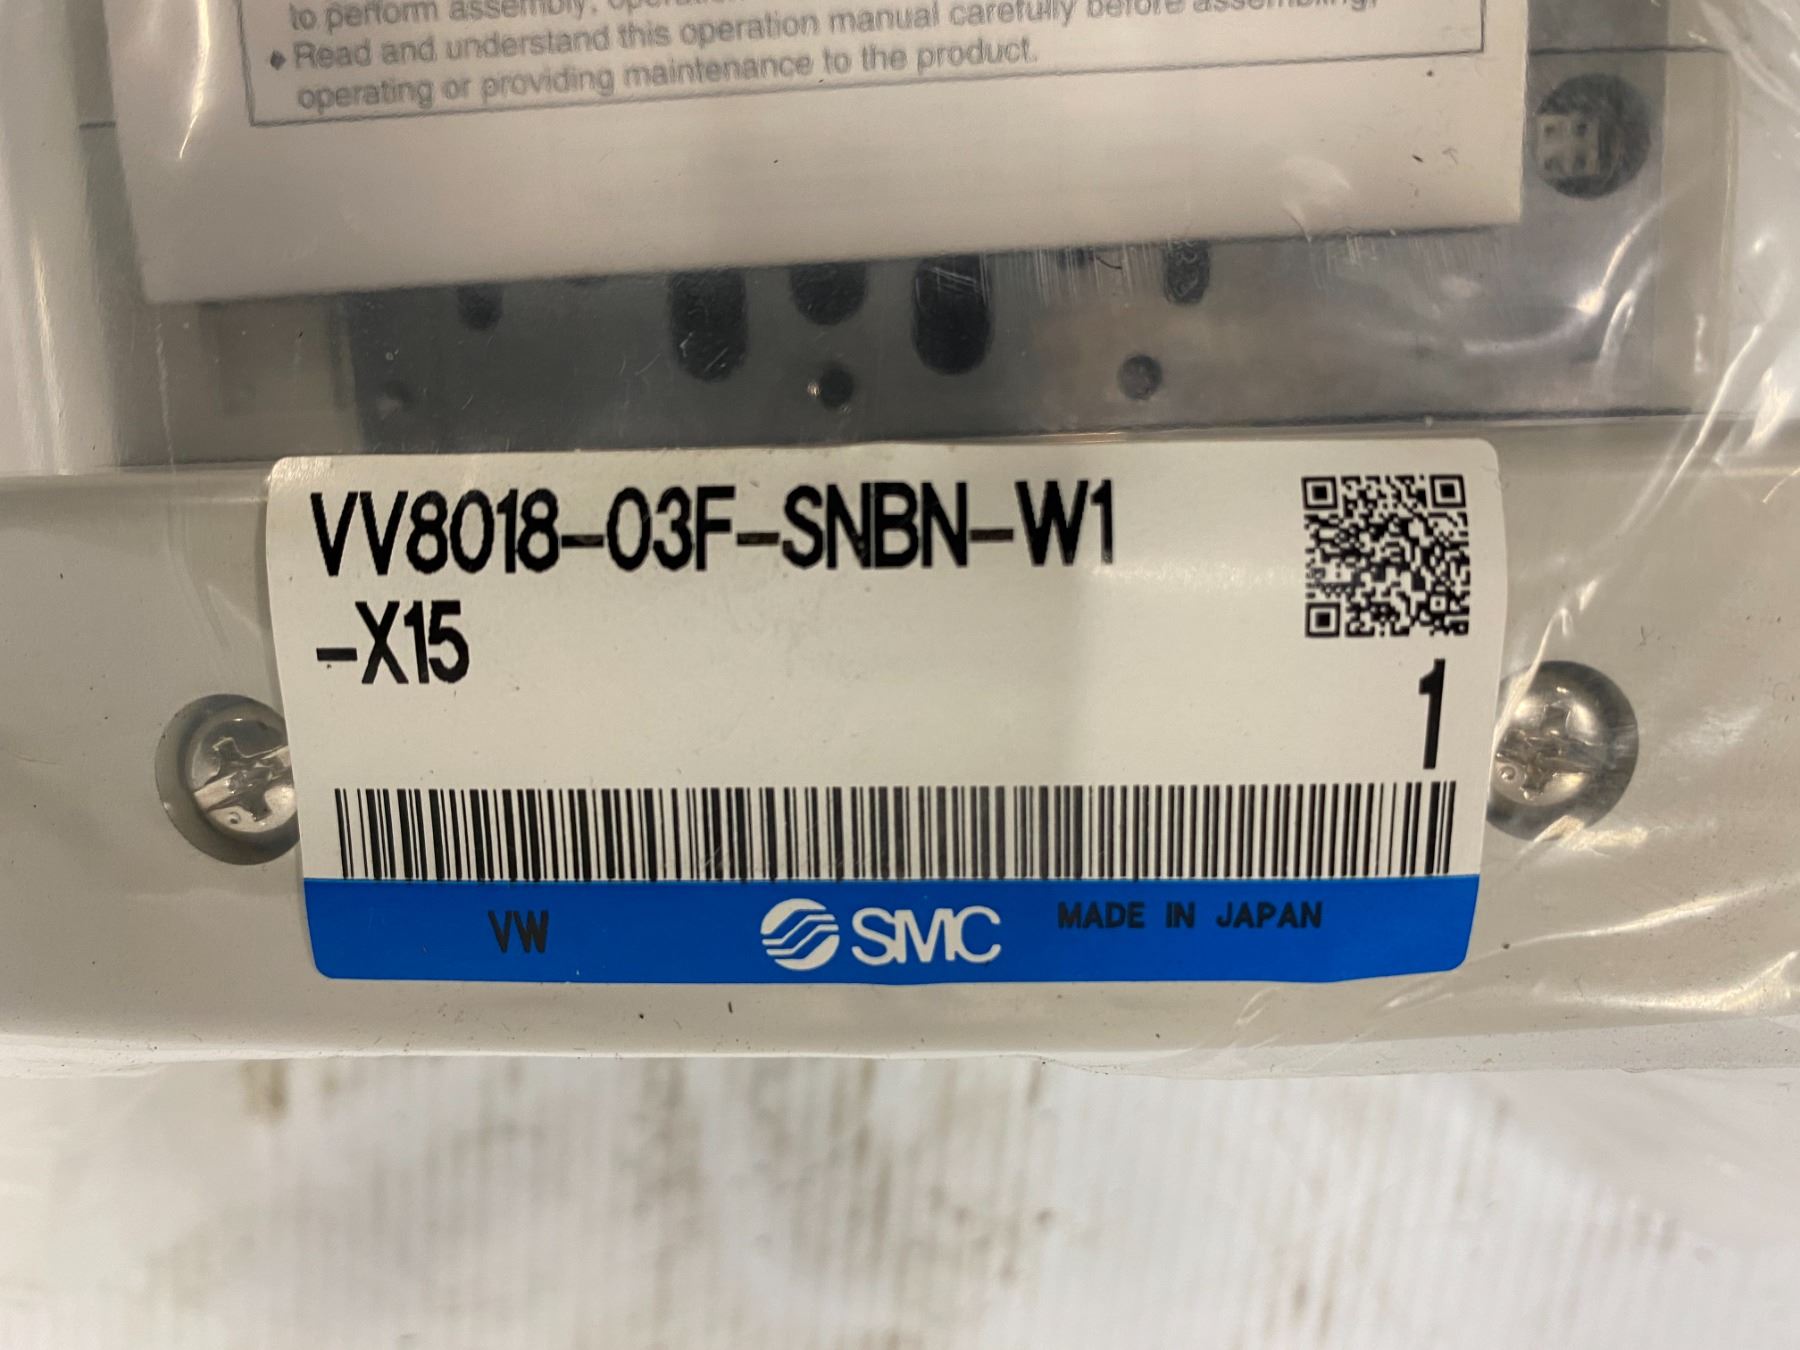 to perform assembly,
◆ Read and understand this operation manual carefully before assembling,
operating or providing maintenance to the product.
VV8018-03F-SNBN-W1
-X15
1
VW SMC MADE IN JAPAN